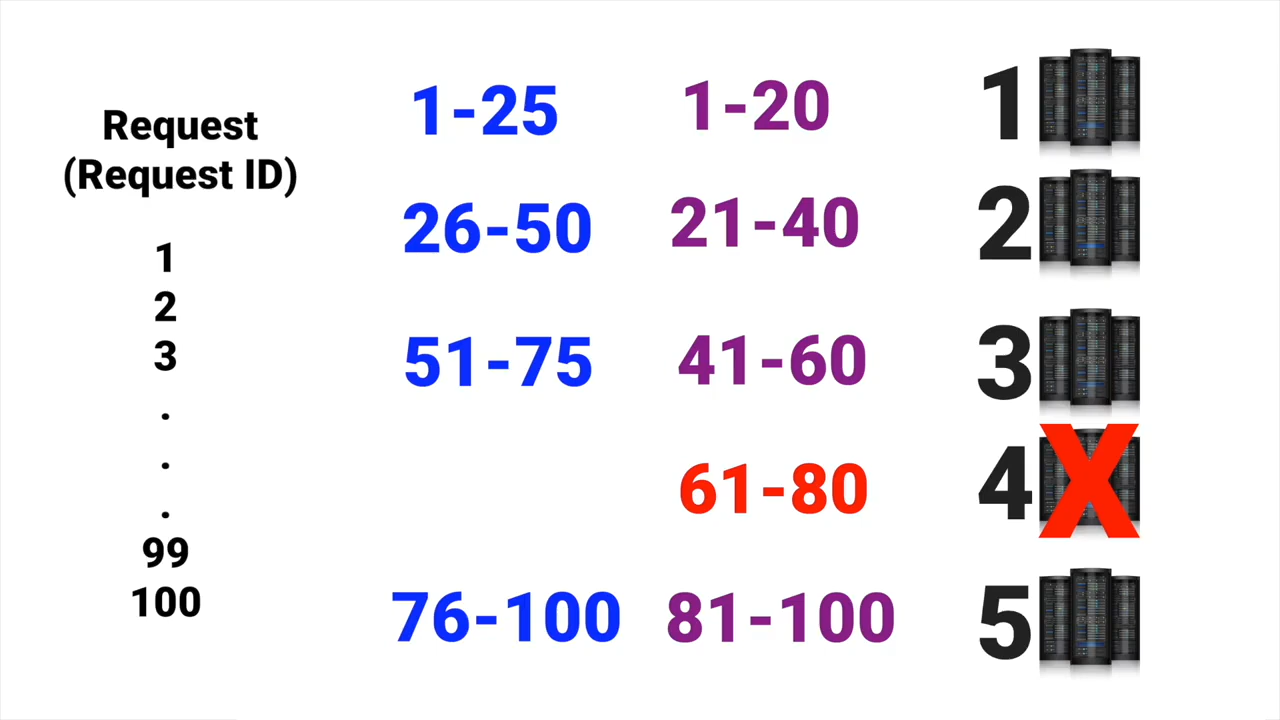 Request
(Request ID)
1
2
3
.
.
.
99
100
1-25 1-20 1
26-50 21-40 2
51-75 41-60 3
61-80 4 X
76-100 81-100 5